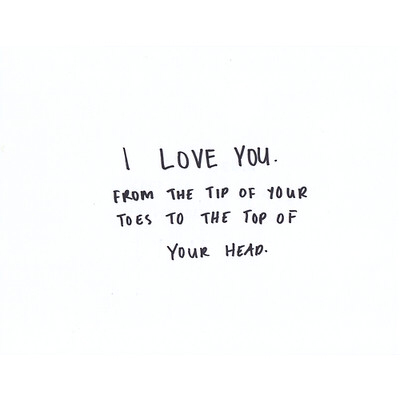 I LOVE YOU.
FROM THE TIP OF YOUR
TOES TO THE TOP OF
YOUR HEAD.